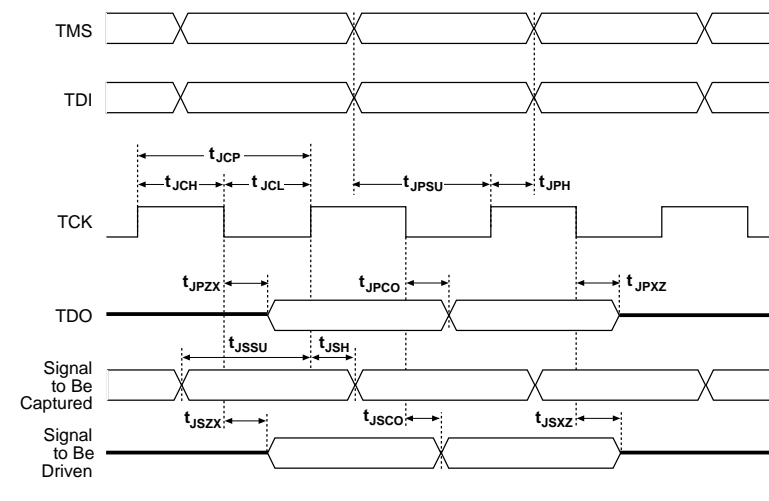 TMS
TDI
tJCP
tJCH
tJCL
tJPSU
tJPH
TCK
tJPZX
tJPCO
tJPXZ
TDO
tJSSU
tJSH
Signal
to Be
Captured
tJSZX
tJSCO
tJSXZ
Signal
to Be
Driven